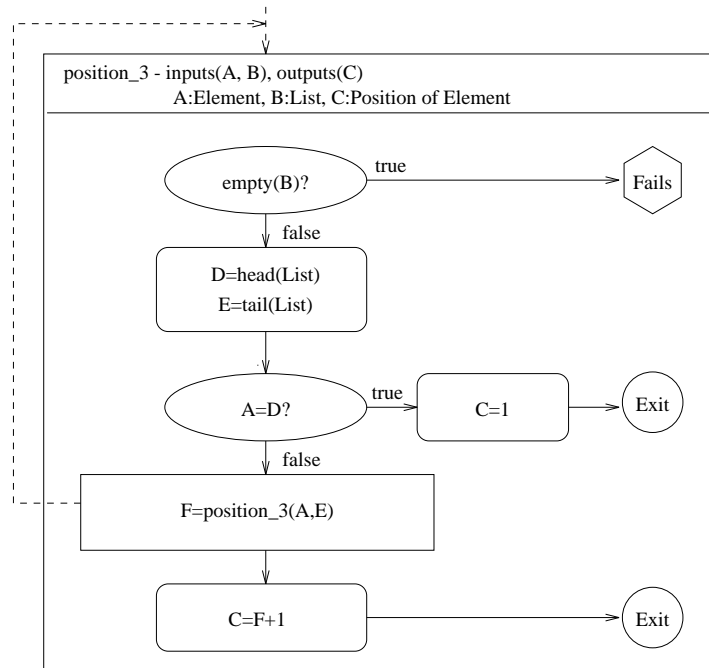 position_3 - inputs(A, B), outputs(C)
A:Element, B:List, C:Position of Element
empty(B)?
true
Fails
false
D=head(List)
E=tail(List)
A=D?
true
C=1
Exit
false
F=position_3(A,E)
C=F+1
Exit